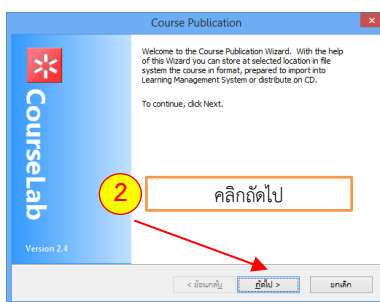 Course Publication
x
Welcome to the Course Publication Wizard. With the help
of this Wizard you can store at selected location in file
system the course in format, prepared to import into
Learning Management System or distribute on CD.
To continue, click Next.
CourseLab
2
คลิกถัดไป
Version 2.4
< ย้อนกลับ
ถัดไป >
ยกเลิก